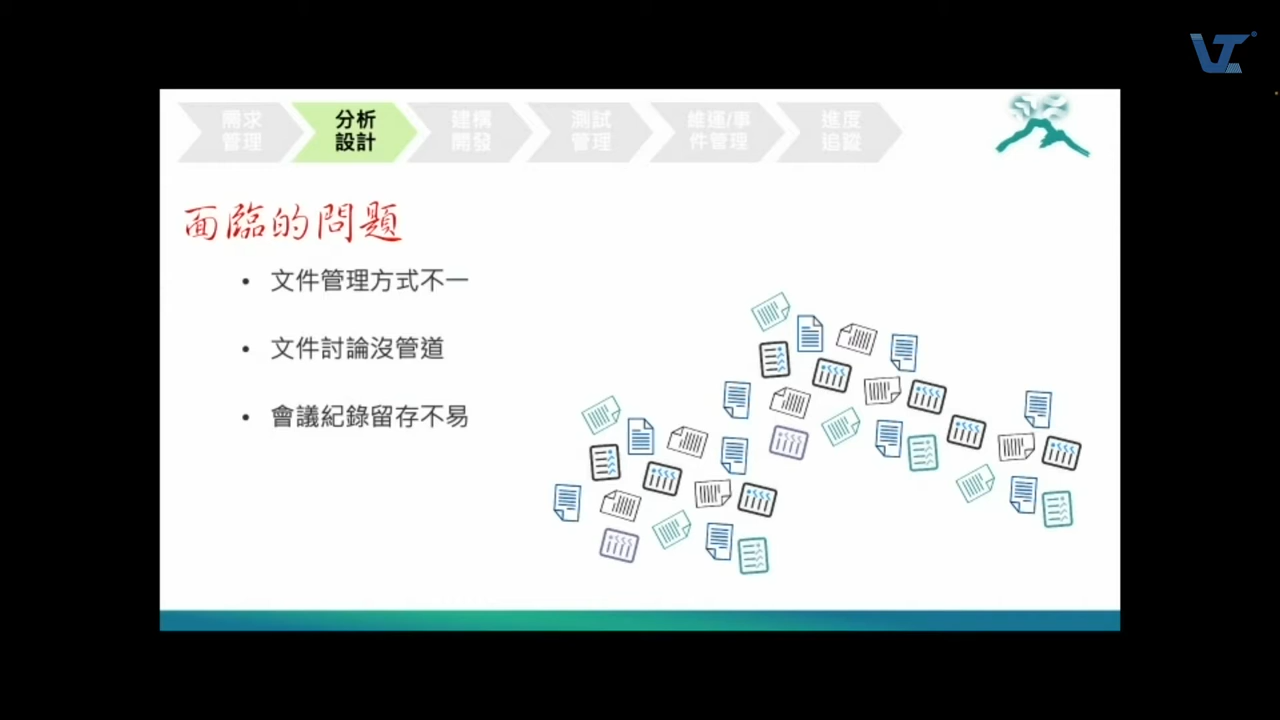 需求
管理
分析
設計
建構
開發
測試
管理
維運/事
件管理
進度
追蹤
面臨的問題
• 文件管理方式不一
• 文件討論沒管道
• 會議紀錄留存不易